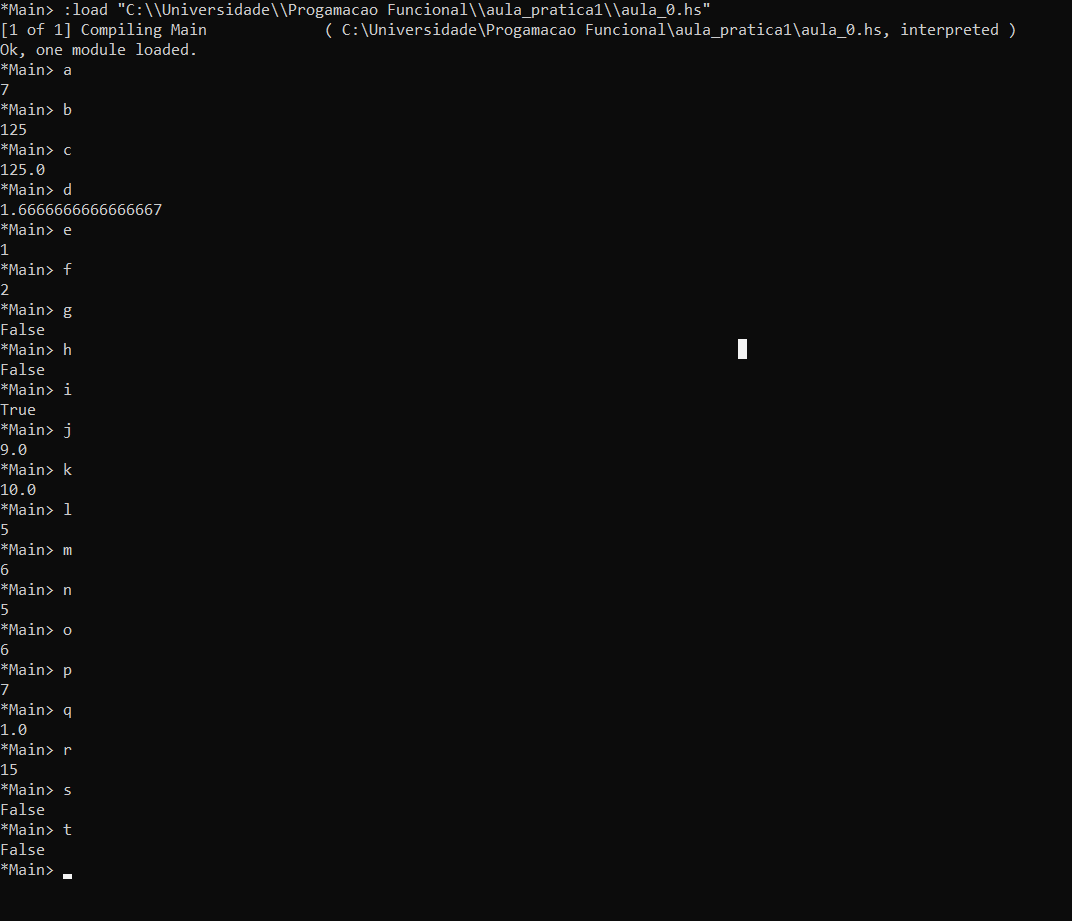 *Main> :load "C:\\Universidade\\Progamacao Funcional\\aula_pratica1\\aula_0.hs"
[1 of 1] Compiling Main             ( C:\Universidade\Progamacao Funcional\aula_pratica1\aula_0.hs, interpreted )
Ok, one module loaded.
*Main> a
7
*Main> b
125
*Main> c
125.0
*Main> d
1.6666666666666667
*Main> e
1
*Main> f
2
*Main> g
False
*Main> h
False
*Main> i
True
*Main> j
9.0
*Main> k
10.0
*Main> l
5
*Main> m
6
*Main> n
5
*Main> o
6
*Main> p
7
*Main> q
1.0
*Main> r
15
*Main> s
False
*Main> t
False
*Main>